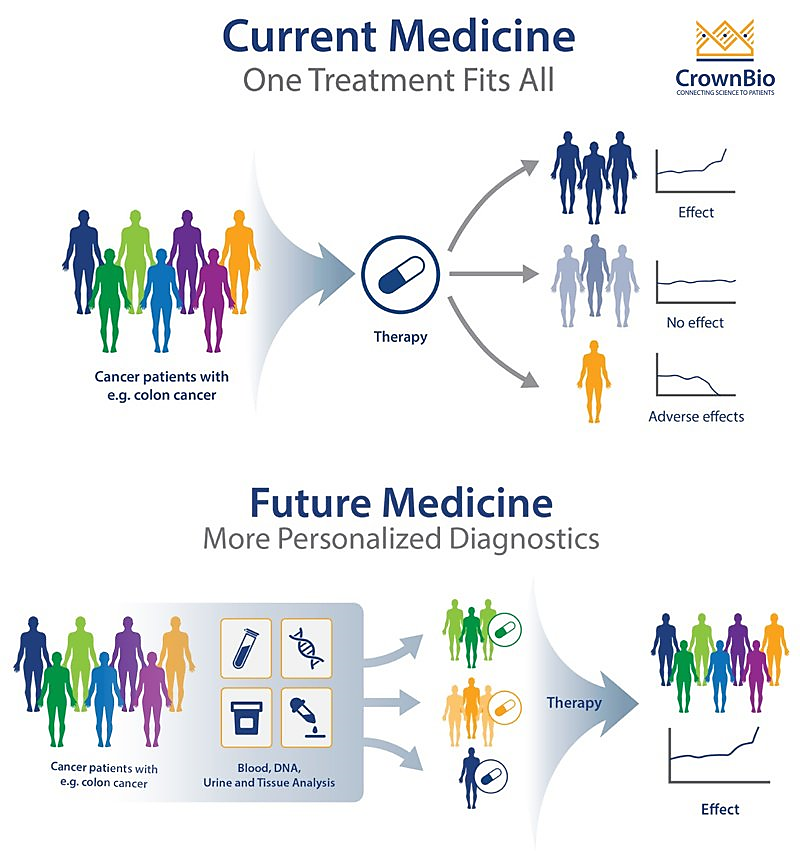 Current Medicine
One Treatment Fits All
CrownBio
CONNECTING SCIENCE TO PATIENTS
Effect
No effect
Therapy
Cancer patients with
e.g. colon cancer
Adverse effects
Future Medicine
More Personalized Diagnostics
Therapy
Cancer patients with
e.g. colon cancer
Blood, DNA,
Urine and Tissue Analysis
Effect